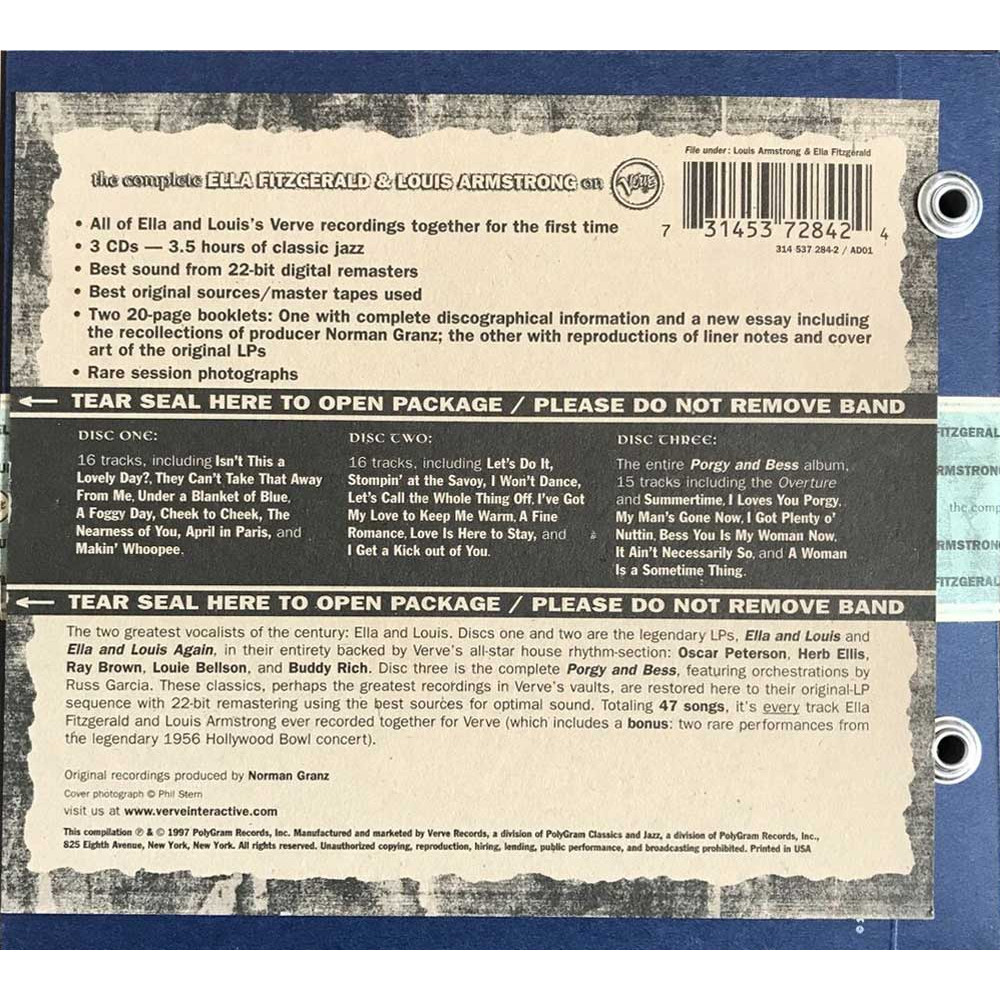 File under: Louis Armstrong & Ella Fitzgerald
the complete ELLA FITZGERALD & LOUIS ARMSTRONG on Verve
7 31453 72842 4
314 537 284-2 / AD01
• All of Ella and Louis's Verve recordings together for the first time
• 3 CDs — 3.5 hours of classic jazz
• Best sound from 22-bit digital remasters
• Best original sources/master tapes used
• Two 20-page booklets: One with complete discographical information and a new essay including
the recollections of producer Norman Granz; the other with reproductions of liner notes and cover
art of the original LPs
• Rare session photographs
← TEAR SEAL HERE TO OPEN PACKAGE / PLEASE DO NOT REMOVE BAND
DISC ONE:
16 tracks, including Isn't This a
Lovely Day?, They Can't Take That Away
From Me, Under a Blanket of Blue,
A Foggy Day, Cheek to Cheek, The
Nearness of You, April in Paris, and
Makin' Whoopee.
DISC TWO:
16 tracks, including Let's Do It,
Stompin' at the Savoy, I Won't Dance,
Let's Call the Whole Thing Off, I've Got
My Love to Keep Me Warm, A Fine
Romance, Love Is Here to Stay, and
I Get a Kick out of You.
DISC THREE:
The entire Porgy and Bess album,
15 tracks including the Overture
and Summertime, I Loves You Porgy,
My Man's Gone Now, I Got Plenty o'
Nuttin, Bess You Is My Woman Now,
It Ain't Necessarily So, and A Woman
Is a Sometime Thing.
FITZGERAL
RMSTRON
the comp
RMSTRON
FITZGERAL
← TEAR SEAL HERE TO OPEN PACKAGE / PLEASE DO NOT REMOVE BAND
The two greatest vocalists of the century: Ella and Louis. Discs one and two are the legendary LPs, Ella and Louis and
Ella and Louis Again, in their entirety backed by Verve's all-star house rhythm-section: Oscar Peterson, Herb Ellis,
Ray Brown, Louie Bellson, and Buddy Rich. Disc three is the complete Porgy and Bess, featuring orchestrations by
Russ Garcia. These classics, perhaps the greatest recordings in Verve's vaults, are restored here to their original-LP
sequence with 22-bit remastering using the best sources for optimal sound. Totaling 47 songs, it's every track Ella
Fitzgerald and Louis Armstrong ever recorded together for Verve (which includes a bonus: two rare performances from
the legendary 1956 Hollywood Bowl concert).
Original recordings produced by Norman Granz
Cover photograph © Phil Stern
visit us at www.verveinteractive.com
This compilation ℗ & © 1997 PolyGram Records, Inc. Manufactured and marketed by Verve Records, a division of PolyGram Classics and Jazz, a division of PolyGram Records, Inc.,
825 Eighth Avenue, New York, New York. All rights reserved. Unauthorized copying, reproduction, hiring, lending, public performance, and broadcasting prohibited. Printed in USA